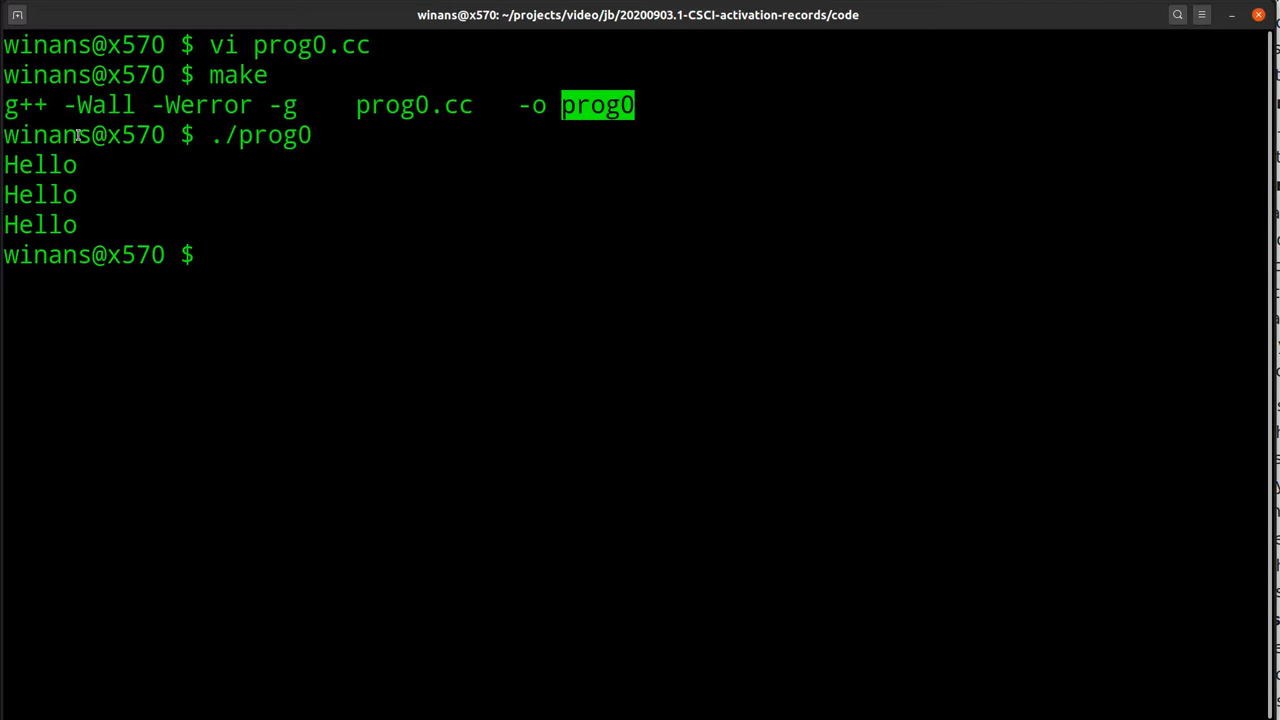 winans@x570: ~/projects/video/jb/20200903.1-CSCI-activation-records/code
winans@x570 $ vi prog0.cc
winans@x570 $ make
g++ -Wall -Werror -g    prog0.cc   -o prog0
winans@x570 $ ./prog0
Hello
Hello
Hello
winans@x570 $